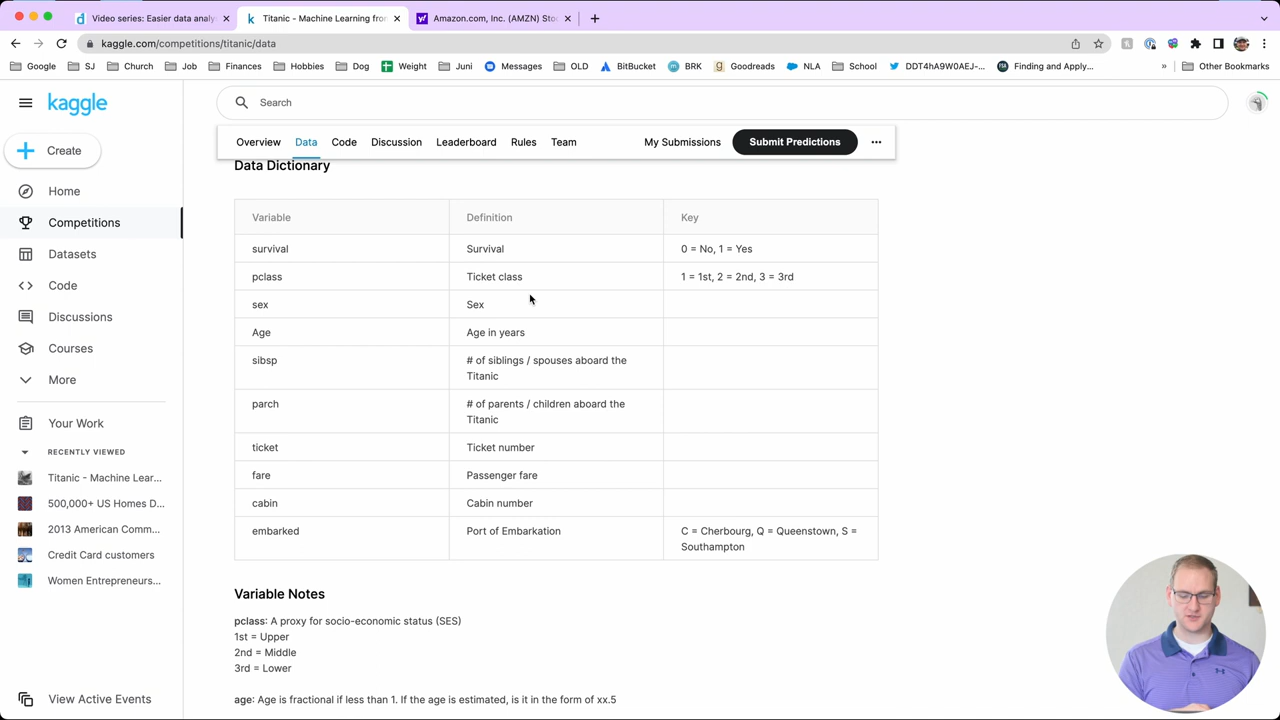 Video series: Easier data analy
Titanic - Machine Learning from
Amazon.com, Inc. (AMZN) Sto
kaggle.com/competitions/titanic/data
Google
SJ
Church
Job
Finances
Hobbies
Dog
Weight
Juni
Messages
OLD
BitBucket
BRK
Goodreads
NLA
School
DDT4hA9W0AEJ-...
Finding and Apply...
»
Other Bookmarks
kaggle
Search
Create
Overview
Data
Code
Discussion
Leaderboard
Rules
Team
My Submissions
Submit Predictions
Home
Competitions
Datasets
Code
Discussions
Courses
More
Your Work
RECENTLY VIEWED
Titanic - Machine Lear...
500,000+ US Homes D...
2013 American Comm...
Credit Card customers
Women Entrepreneurs...
View Active Events
Data Dictionary
Variable Definition Key
survival Survival 0 = No, 1 = Yes
pclass Ticket class 1 = 1st, 2 = 2nd, 3 = 3rd
sex Sex
Age Age in years
sibsp # of siblings / spouses aboard the
Titanic
parch # of parents / children aboard the
Titanic
ticket Ticket number
fare Passenger fare
cabin Cabin number
embarked Port of Embarkation C = Cherbourg, Q = Queenstown, S =
Southampton
Variable Notes
pclass: A proxy for socio-economic status (SES)
1st = Upper
2nd = Middle
3rd = Lower
age: Age is fractional if less than 1. If the age is estimated, is it in the form of xx.5